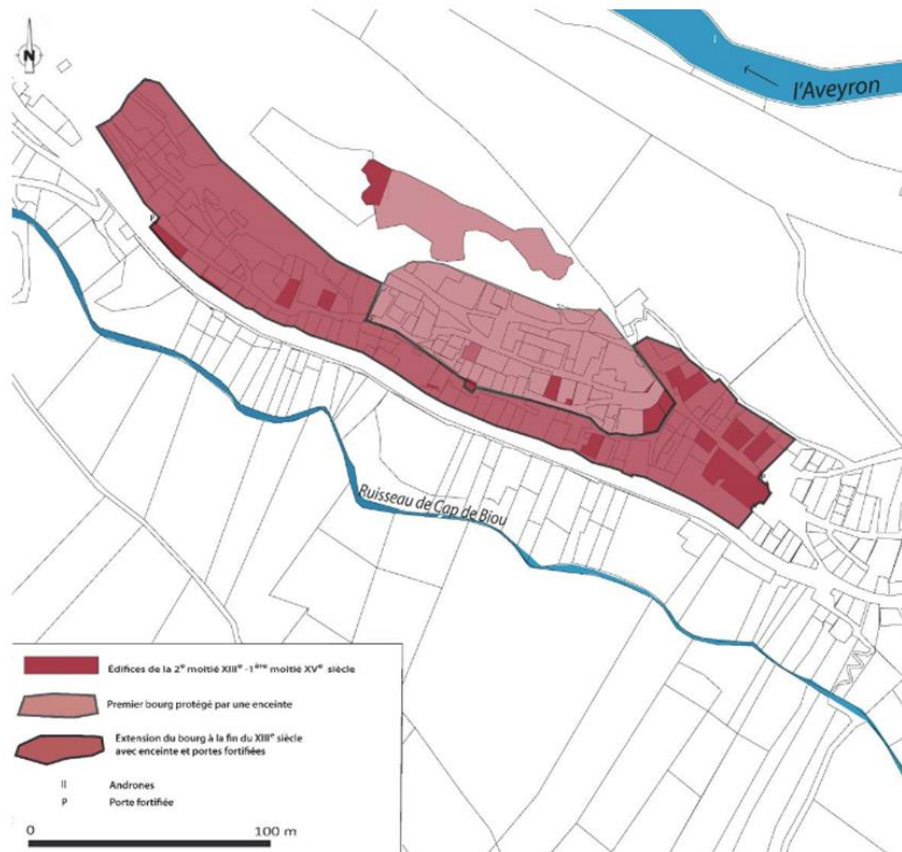 N
l'Aveyron
P
Ruisseau de Cap de Biou
Édifices de la 2e moitié XIIIe -1ère moitié XVe siècle
Premier bourg protégé par une enceinte
Extension du bourg à la fin du XIIIe siècle
avec enceinte et portes fortifiées
II Andrones
P Porte fortifiée
0 100 m